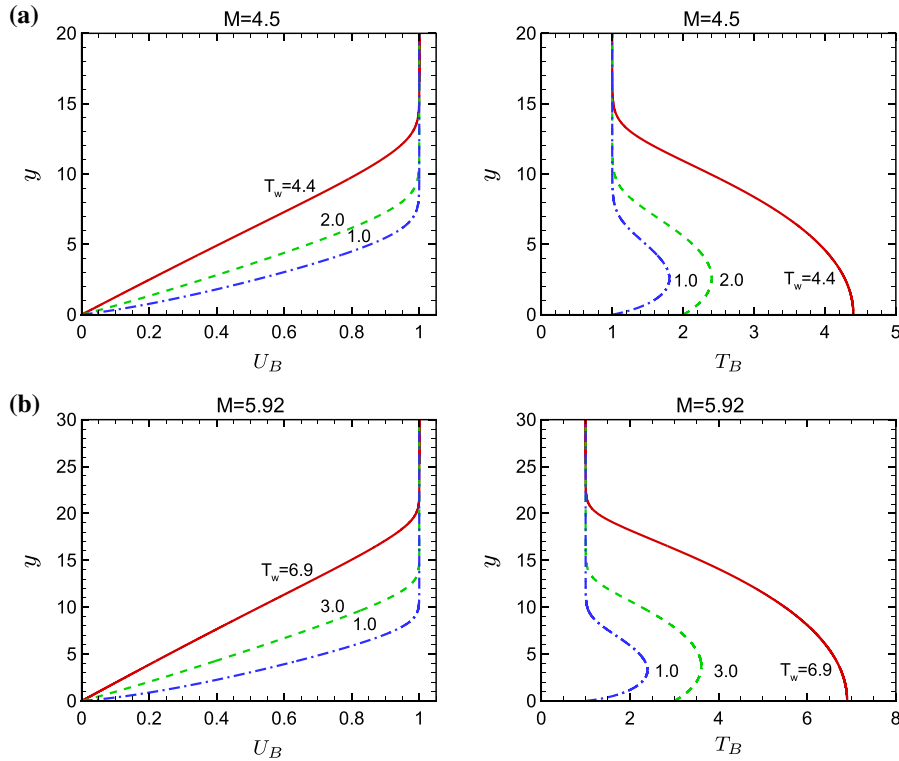 (a)
M=4.5
20
15
10
5
0
y
T_w=4.4
2.0
1.0
0 0.2 0.4 0.6 0.8 1
U_B
M=4.5
20
15
10
5
0
y
1.0 2.0 T_w=4.4
0 1 2 3 4 5
T_B
(b)
M=5.92
30
25
20
15
10
5
0
y
T_w=6.9
3.0
1.0
0 0.2 0.4 0.6 0.8 1
U_B
M=5.92
30
25
20
15
10
5
0
y
1.0 3.0 T_w=6.9
0 2 4 6 8
T_B